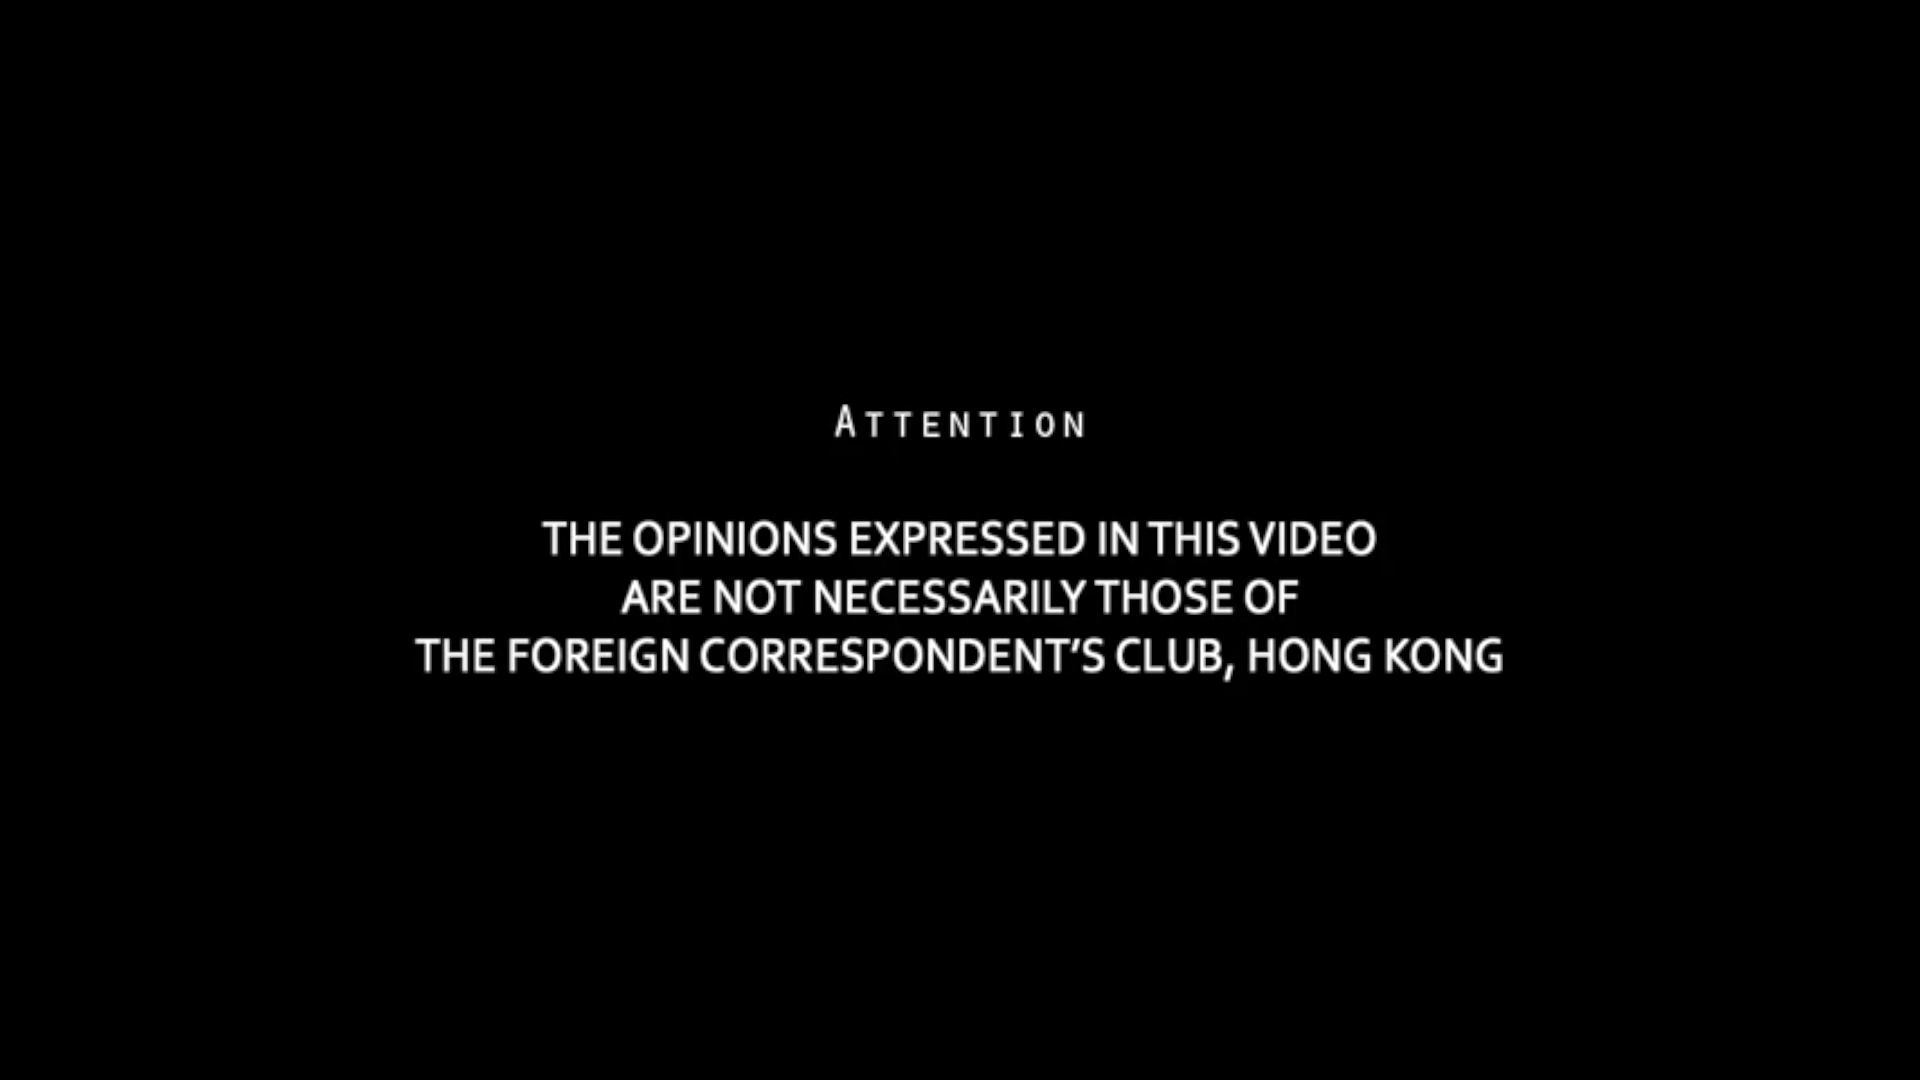 Attention
THE OPINIONS EXPRESSED IN THIS VIDEO
ARE NOT NECESSARILY THOSE OF
THE FOREIGN CORRESPONDENT’S CLUB, HONG KONG